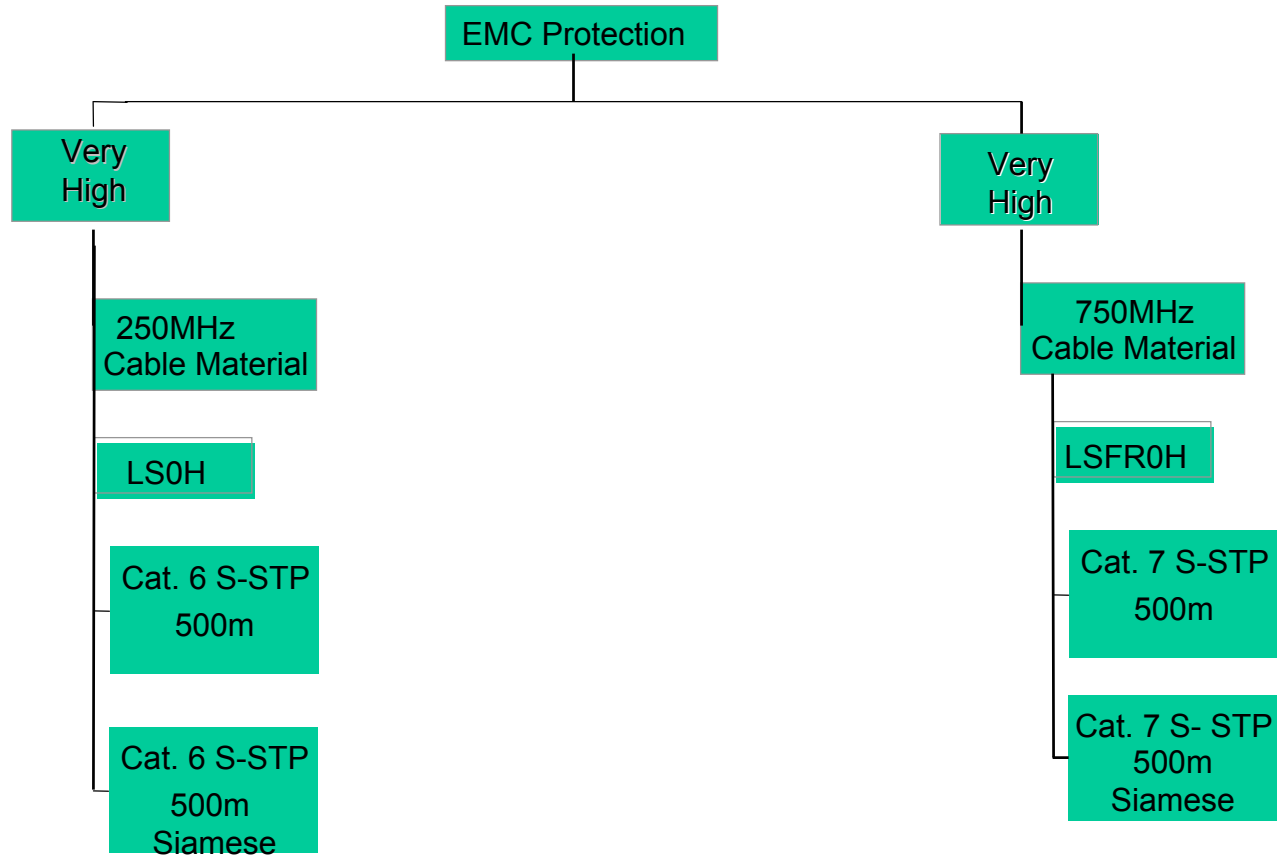 EMC Protection
Very
High
250MHz
Cable Material
LS0H
Cat. 6 S-STP
500m
Cat. 6 S-STP
500m
Siamese
Very
High
750MHz
Cable Material
LSFR0H
Cat. 7 S-STP
500m
Cat. 7 S- STP
500m
Siamese